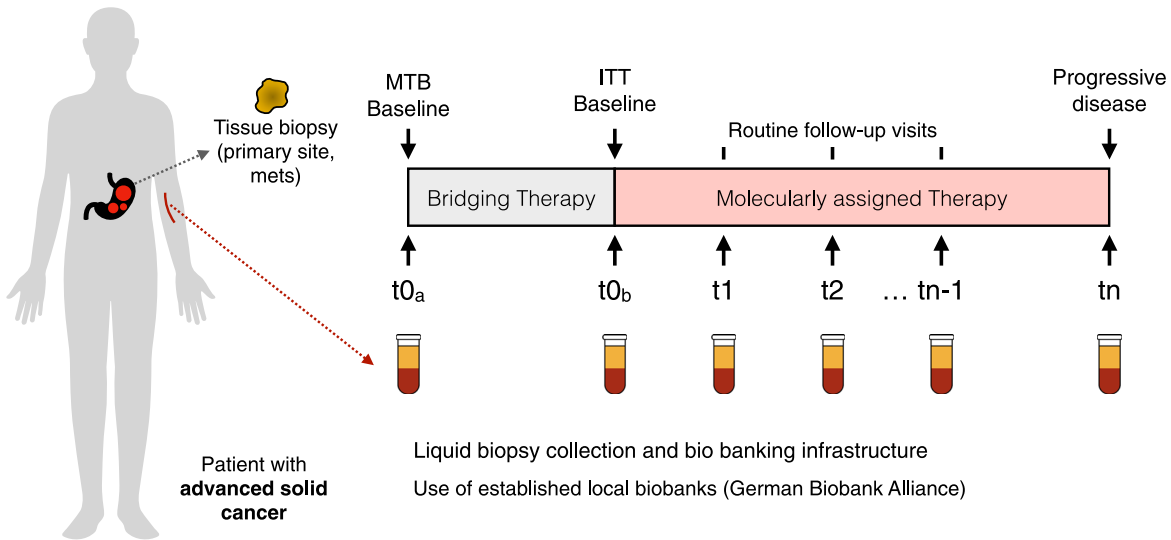 MTB
Baseline
ITT
Baseline
Progressive
disease
Tissue biopsy
(primary site,
mets)
Routine follow-up visits
Bridging Therapy
Molecularly assigned Therapy
t0a
t0b
t1
t2
... tn-1
tn
Liquid biopsy collection and bio banking infrastructure
Use of established local biobanks (German Biobank Alliance)
Patient with
advanced solid
cancer